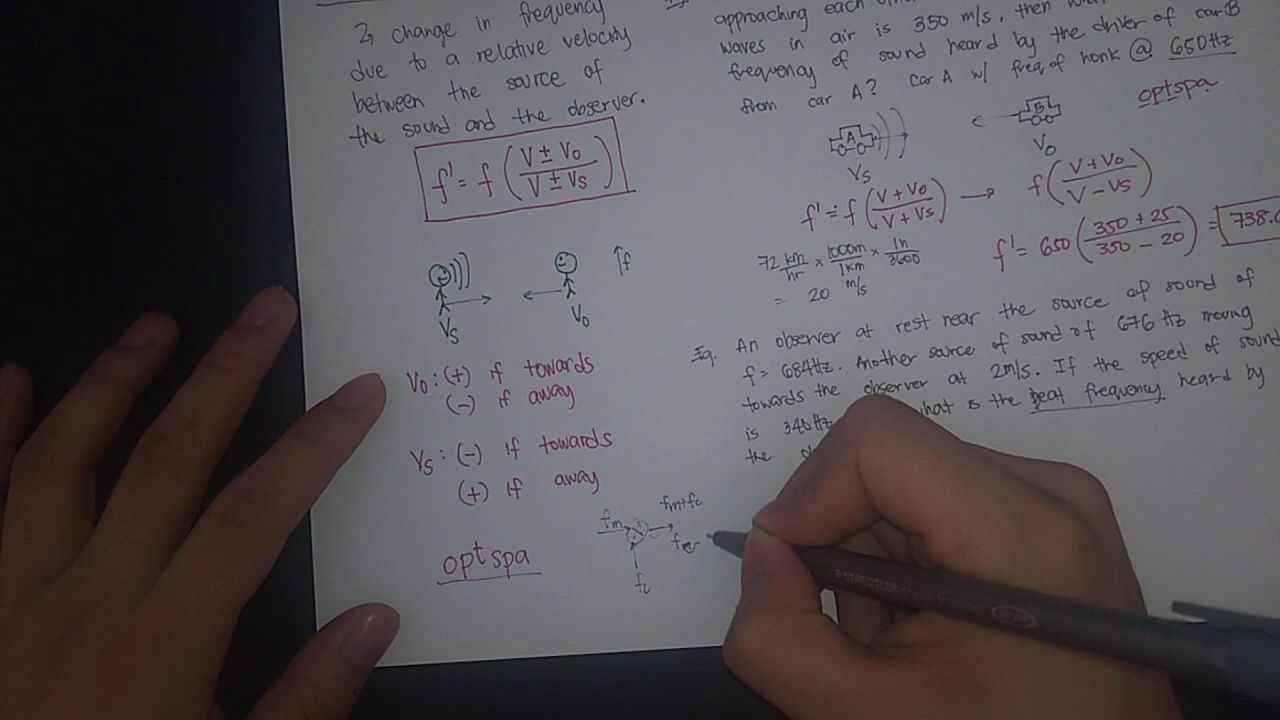 ↳ change in frequency
due to a relative velocity
between the source of
the sound and the observer.
f' = f (V ± Vo / V ± Vs)
↑f
Vs
Vo
Vo : (+) if towards
(-) if away
Vs : (-) if towards
(+) if away
optspa
fm
fm+fc
fc
approaching each
waves in air is 350 m/s, then
frequency of sound heard by the driver of car B
from car A? car A w/ freq of honk @ 650Hz
optspa
A
B
Vs
Vo
f' = f (V + Vo / V + Vs) → f (V + Vo / V - Vs)
72 km/hr × 1000m/1km × 1h/3600
= 20 m/s
f' = 650 (350 + 25 / 350 - 20) = 738.
Eg. An observer at rest near the source of sound of
f = 684Hz. Another source of sound of 676 Hz moving
towards the observer at 2m/s. If the speed of sound
is 340Hz what is the beat frequency heard by
the
STAEDTLER